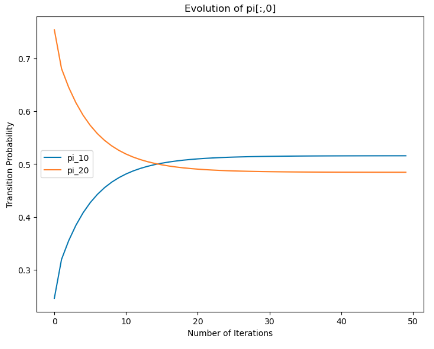 Evolution of pi[:,0]
Transition Probability
0.7
0.6
0.5
0.4
0.3
pi_10
pi_20
0 10 20 30 40 50
Number of Iterations